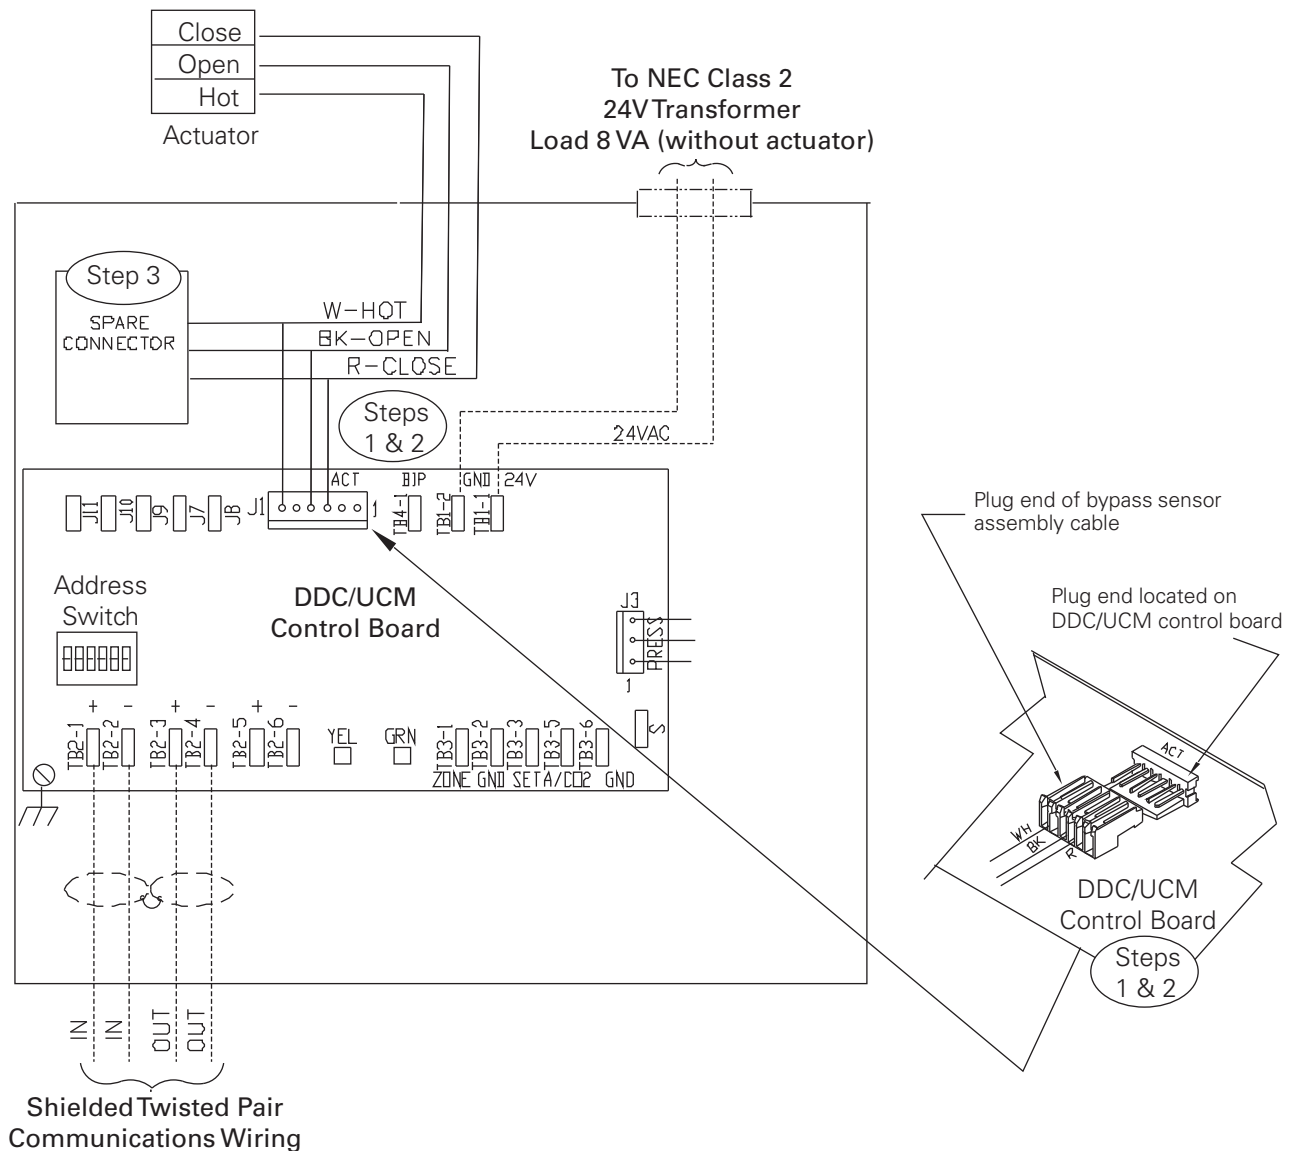 Close
Open
Hot
Actuator
To NEC Class 2
24V Transformer
Load 8 VA (without actuator)
Step 3
SPARE
CONNECTOR
W-HOT
BK-OPEN
R-CLOSE
Steps
1 & 2
24VAC
ACT
BIP
GND
24V
J11
J10
J9
J7
J8
J1
1
TB4-1
TB1-2
TB1-1
Plug end of bypass sensor
assembly cable
Plug end located on
DDC/UCM control board
Address
Switch
DDC/UCM
Control Board
J3
PRESS
1
S
+
-
+
-
+
-
TB2-1
TB2-2
TB2-3
TB2-4
TB2-5
TB2-6
YEL
GRN
TB3-1
TB3-2
TB3-3
TB3-5
TB3-6
ZONE GND SET A/CO2 GND
ACT
WH
BK
R
DDC/UCM
Control Board
Steps
1 & 2
IN
IN
OUT
OUT
Shielded Twisted Pair
Communications Wiring